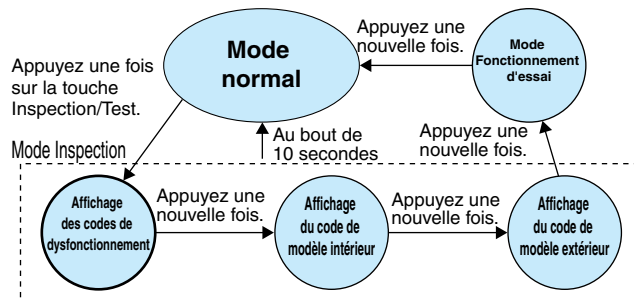 Mode
normal
Appuyez une
nouvelle fois.
Mode
Fonctionnement
d'essai
Appuyez une fois
sur la touche
Inspection/Test.
Au bout de
10 secondes
Appuyez une
nouvelle fois.
Mode Inspection
Affichage
des codes de
dysfonctionnement
Appuyez une
nouvelle fois.
Affichage
du code de
modèle intérieur
Appuyez une
nouvelle fois.
Affichage
du code de
modèle extérieur